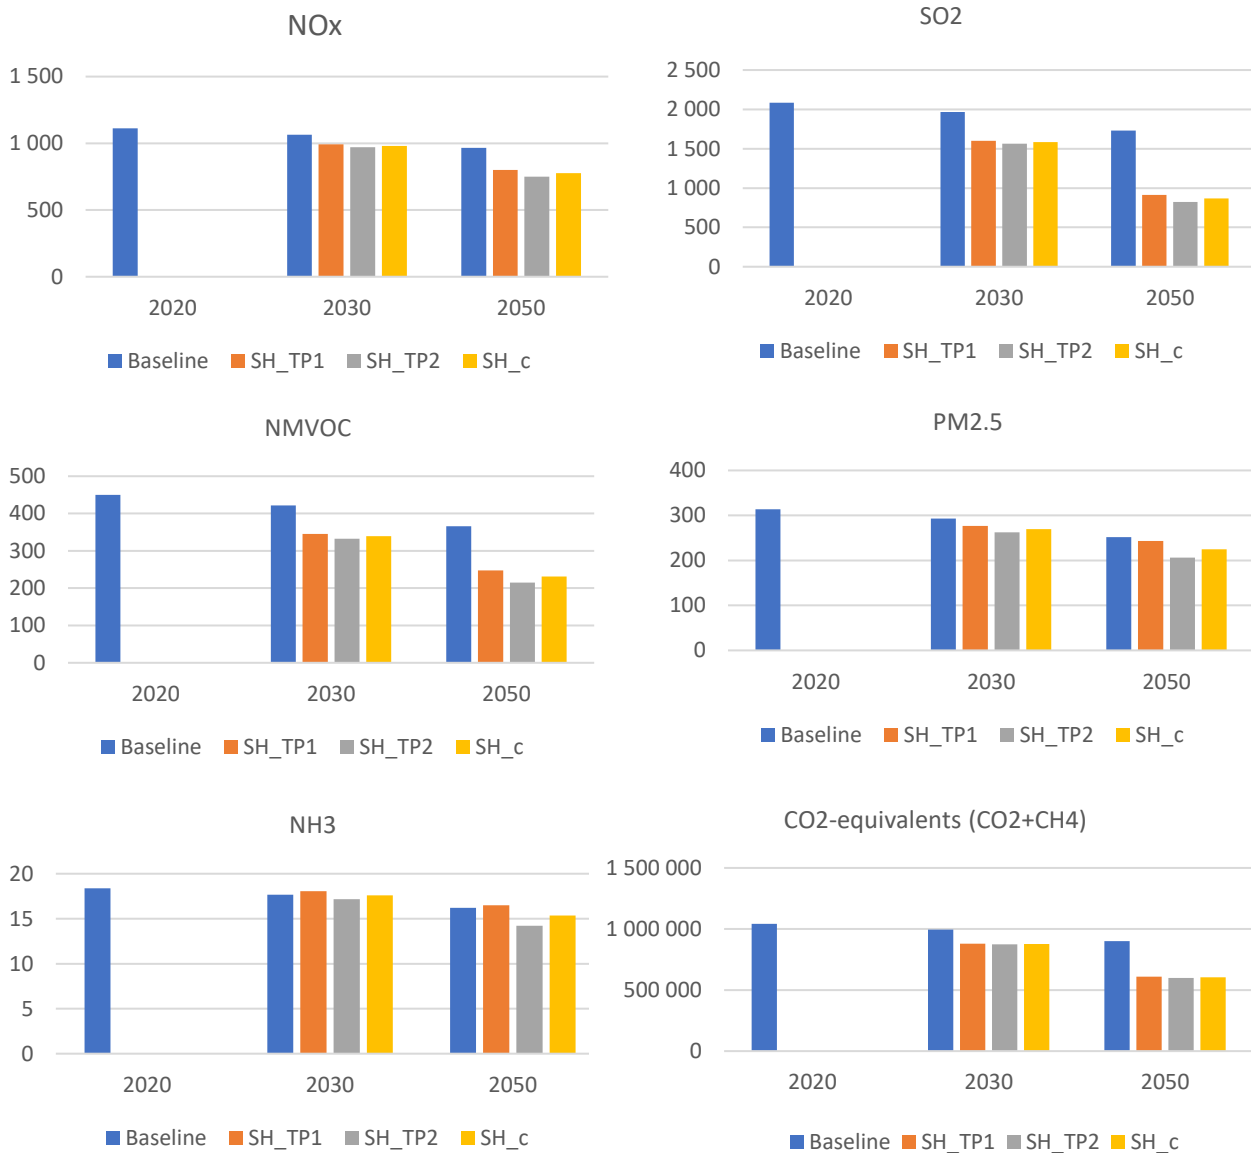 NOx
1 500
1 000
500
0
2020 2030 2050
Baseline SH_TP1 SH_TP2 SH_c
SO2
2 500
2 000
1 500
1 000
500
0
2020 2030 2050
Baseline SH_TP1 SH_TP2 SH_c
NMVOC
500
400
300
200
100
0
2020 2030 2050
Baseline SH_TP1 SH_TP2 SH_c
PM2.5
400
300
200
100
0
2020 2030 2050
Baseline SH_TP1 SH_TP2 SH_c
NH3
20
15
10
5
0
2020 2030 2050
Baseline SH_TP1 SH_TP2 SH_c
CO2-equivalents (CO2+CH4)
1 500 000
1 000 000
500 000
0
2020 2030 2050
Baseline SH_TP1 SH_TP2 SH_c